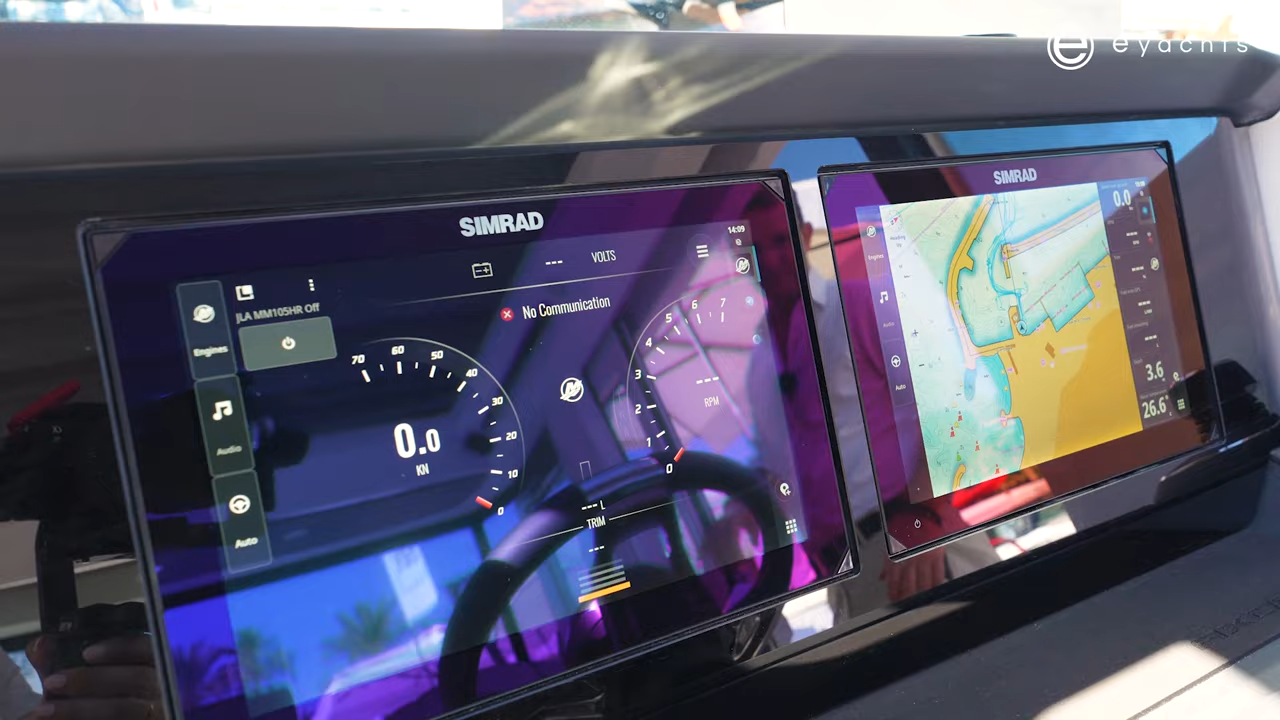 eyachts
SIMRAD
14:09
--- VOLTS
JLA MM105HR Off
No Communication
Engines
Audio
Auto
70 60 50 40 30 20 10 0
0.0
KN
7 6 5 4 3 2 1 0
---
RPM
--- L
TRIM
---
SIMRAD
0.0
Engines
Audio
Auto
3.6
26.6°